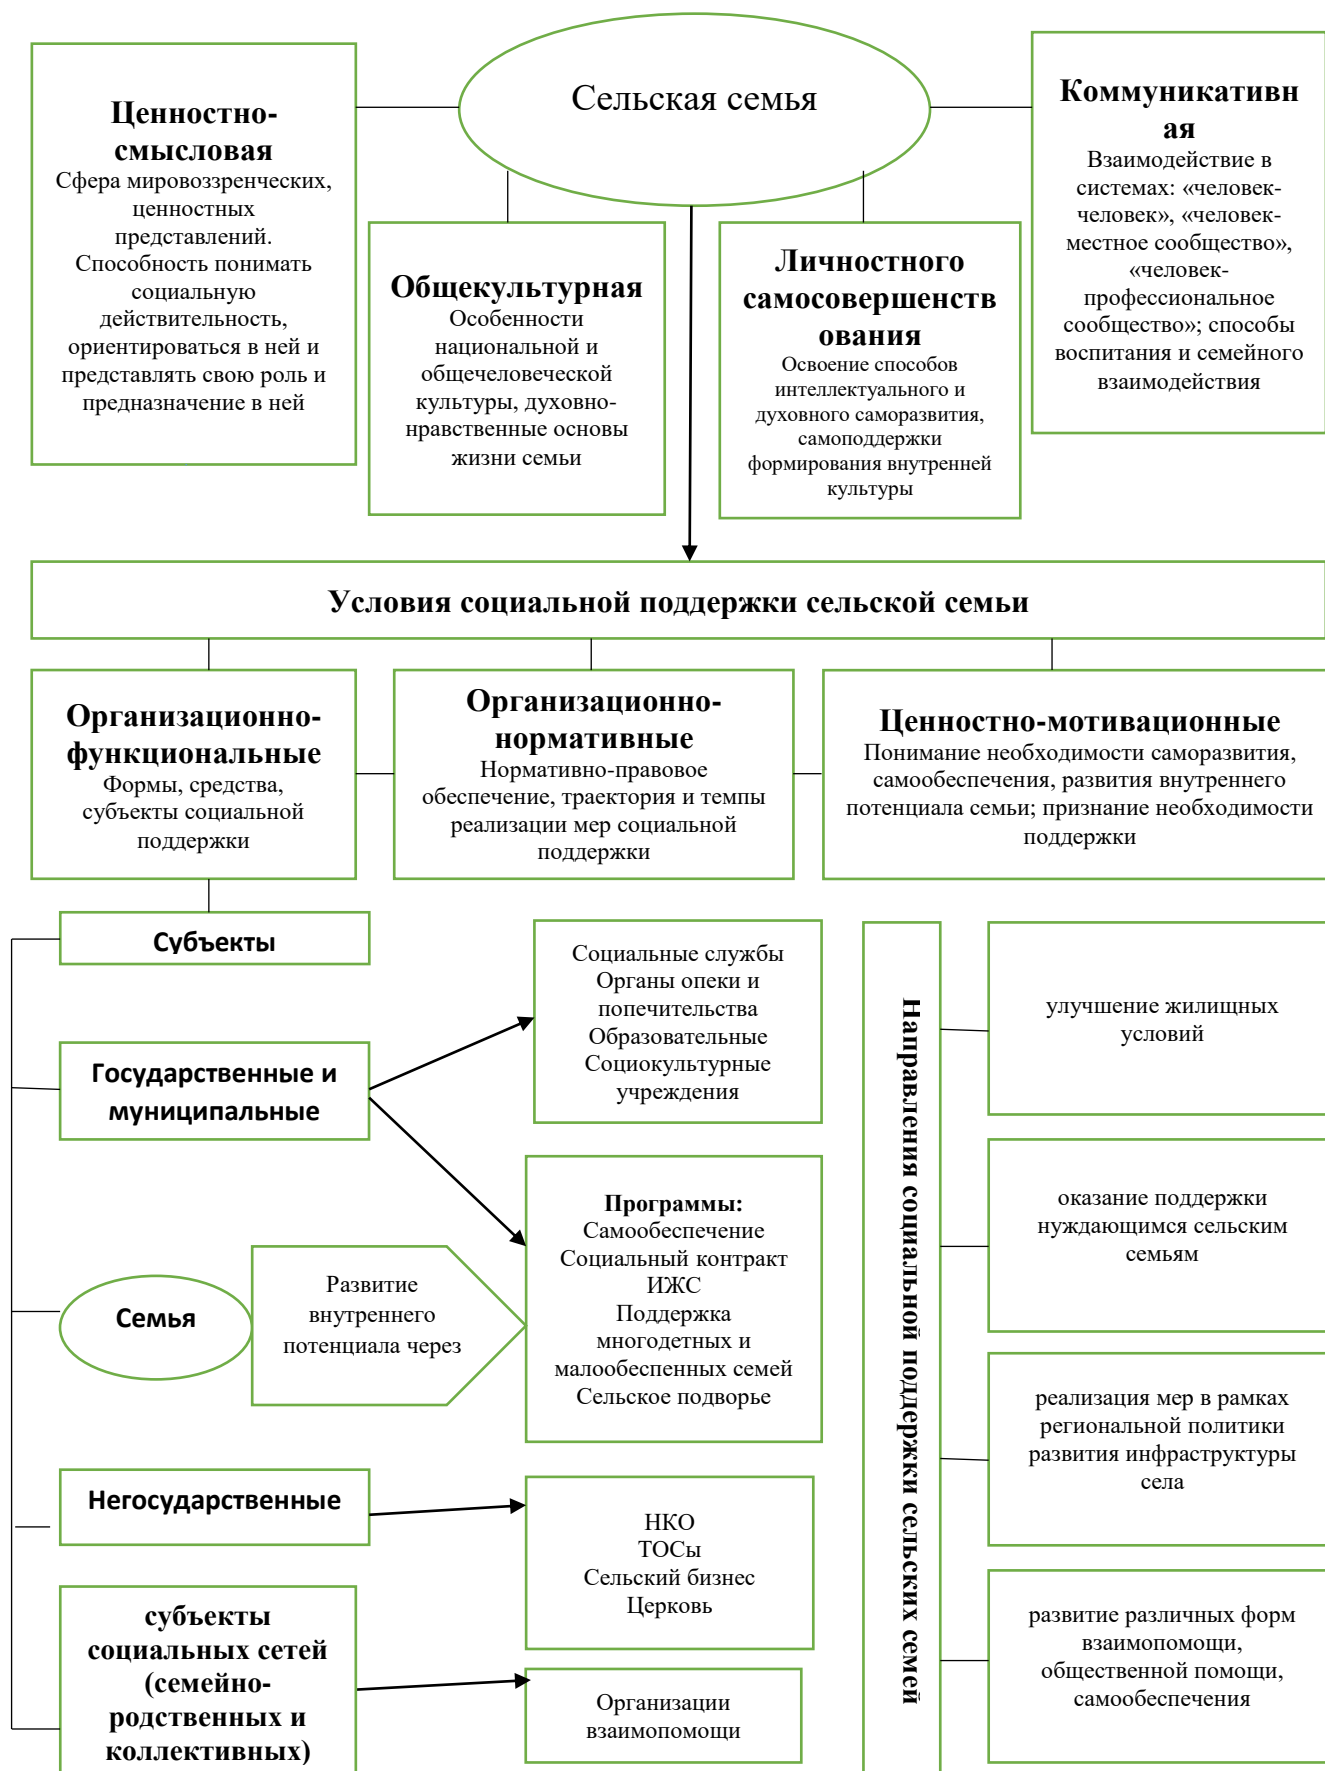 Сельская семья
Ценностно-
смысловая
Сфера мировоззренческих,
ценностных
представлений.
Способность понимать
социальную
действительность,
ориентироваться в ней и
представлять свою роль и
предназначение в ней
Общекультурная
Особенности
национальной и
общечеловеческой
культуры, духовно-
нравственные основы
жизни семьи
Личностного
самосовершенств
ования
Освоение способов
интеллектуального и
духовного саморазвития,
самоподдержки
формирования внутренней
культуры
Коммуникативн
ая
Взаимодействие в
системах: «человек-
человек», «человек-
местное сообщество»,
«человек-
профессиональное
сообщество»; способы
воспитания и семейного
взаимодействия
Условия социальной поддержки сельской семьи
Организационно-
функциональные
Формы, средства,
субъекты социальной
поддержки
Организационно-
нормативные
Нормативно-правовое
обеспечение, траектория и темпы
реализации мер социальной
поддержки
Ценностно-мотивационные
Понимание необходимости саморазвития,
самообеспечения, развития внутреннего
потенциала семьи; признание необходимости
поддержки
Субъекты
Государственные и
муниципальные
Социальные службы
Органы опеки и
попечительства
Образовательные
Социокультурные
учреждения
Семья
Развитие
внутреннего
потенциала через
Программы:
Самообеспечение
Социальный контракт
ИЖС
Поддержка
многодетных и
малообеспенных семей
Сельское подворье
Негосударственные
НКО
ТОСы
Сельский бизнес
Церковь
субъекты
социальных сетей
(семейно-
родственных и
коллективных)
Организации
взаимопомощи
Направления социальной поддержки сельских семей
улучшение жилищных
условий
оказание поддержки
нуждающимся сельским
семьям
реализация мер в рамках
региональной политики
развития инфраструктуры
села
развитие различных форм
взаимопомощи,
общественной помощи,
самообеспечения